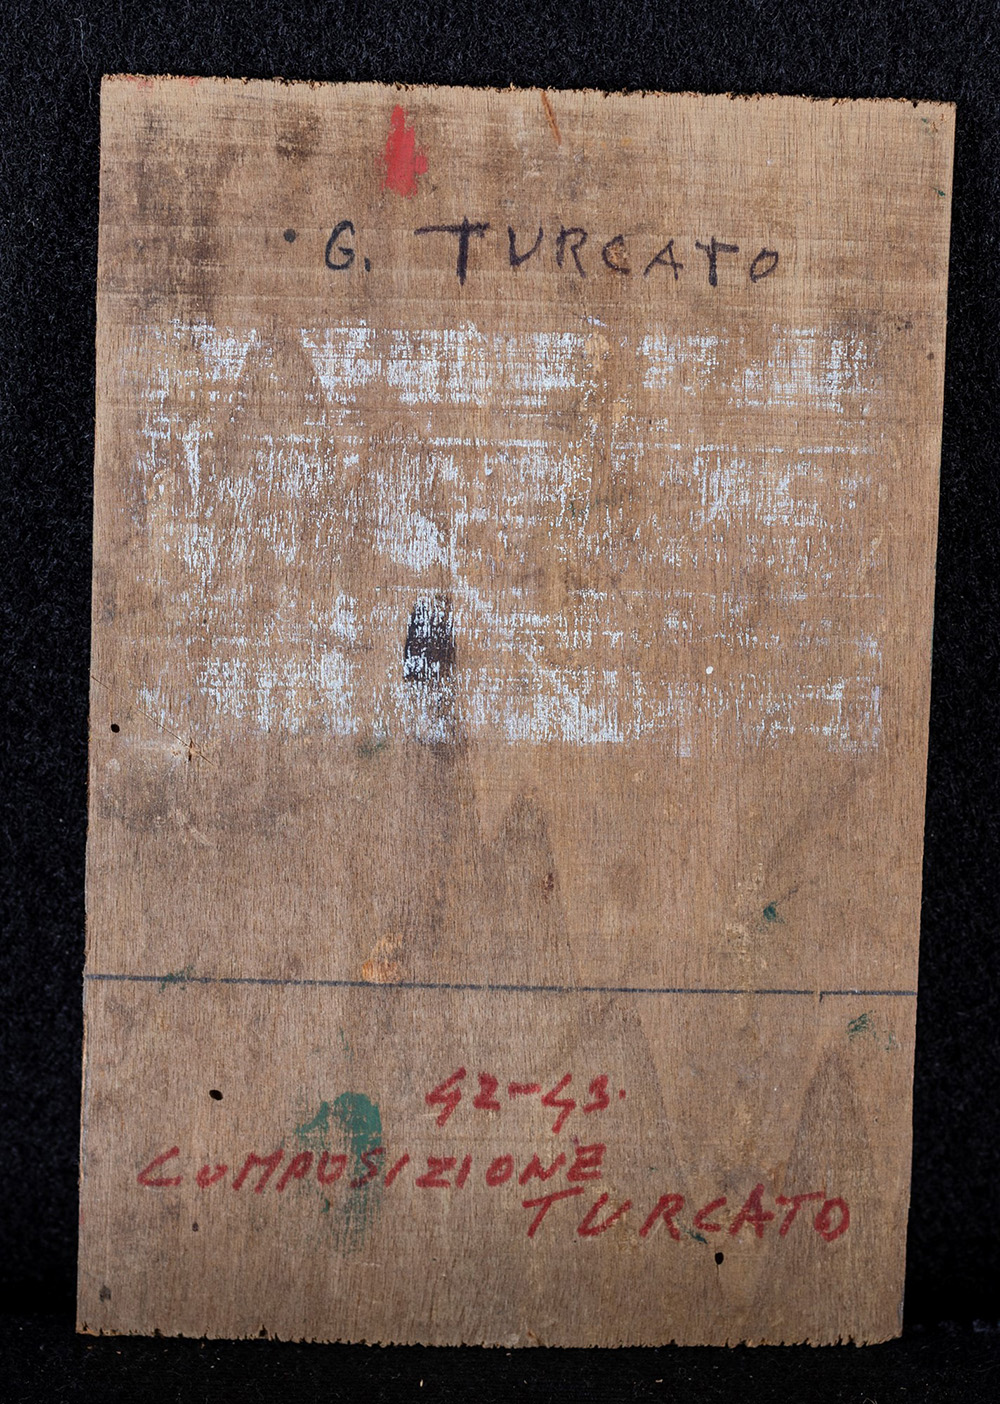 G. TURCATO
42-43.
COMPOSIZIONE
TURCATO